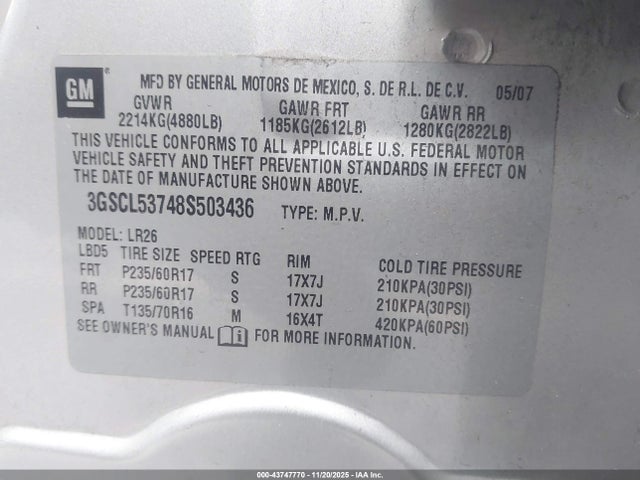 GM
MFD BY GENERAL MOTORS DE MEXICO, S. DE R.L. DE C.V. 05/07
GVWR GAWR FRT GAWR RR
2214KG(4880LB) 1185KG(2612LB) 1280KG(2822LB)
THIS VEHICLE CONFORMS TO ALL APPLICABLE U.S. FEDERAL MOTOR
VEHICLE SAFETY AND THEFT PREVENTION STANDARDS IN EFFECT ON
THE DATE OF MANUFACTURE SHOWN ABOVE.
3GSCL53748S503436 TYPE: M.P.V.
MODEL: LR26
LBD5 TIRE SIZE SPEED RTG RIM COLD TIRE PRESSURE
FRT P235/60R17 S 17X7J 210KPA(30PSI)
RR P235/60R17 S 17X7J 210KPA(30PSI)
SPA T135/70R16 M 16X4T 420KPA(60PSI)
SEE OWNER'S MANUAL i FOR MORE INFORMATION.
000-43747770 - 11/20/2025 - IAAI, Inc.